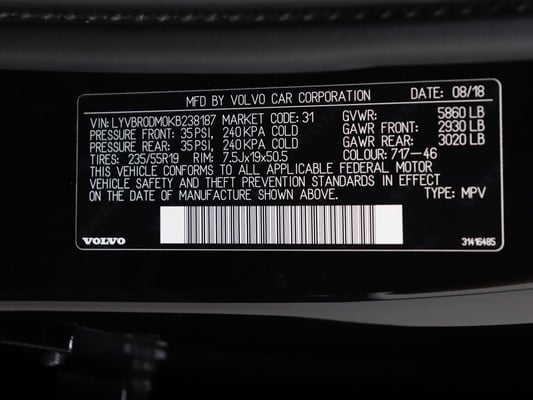 MFD BY VOLVO CAR CORPORATION DATE: 08/18
VIN: LYVBR0DM0KB238187 MARKET CODE: 31 GVWR: 5860 LB
PRESSURE FRONT: 35 PSI, 240 KPA COLD GAWR FRONT: 2930 LB
PRESSURE REAR: 35 PSI, 240 KPA COLD GAWR REAR: 3020 LB
TIRES: 235/55R19 RIM: 7.5Jx19x50.5 COLOUR: 717-46
THIS VEHICLE CONFORMS TO ALL APPLICABLE FEDERAL MOTOR
VEHICLE SAFETY AND THEFT PREVENTION STANDARDS IN EFFECT
ON THE DATE OF MANUFACTURE SHOWN ABOVE. TYPE: MPV
VOLVO 31416485